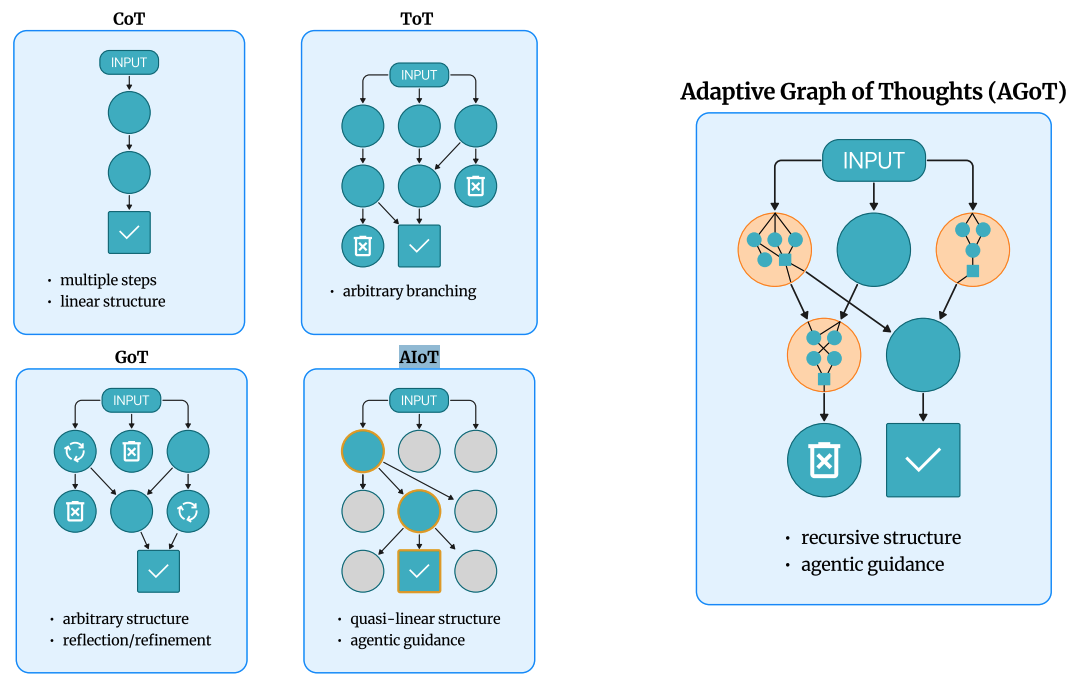 CoT
INPUT
• multiple steps
• linear structure
ToT
INPUT
• arbitrary branching
GoT
INPUT
• arbitrary structure
• reflection/refinement
AIoT
INPUT
• quasi-linear structure
• agentic guidance
Adaptive Graph of Thoughts (AGoT)
INPUT
• recursive structure
• agentic guidance